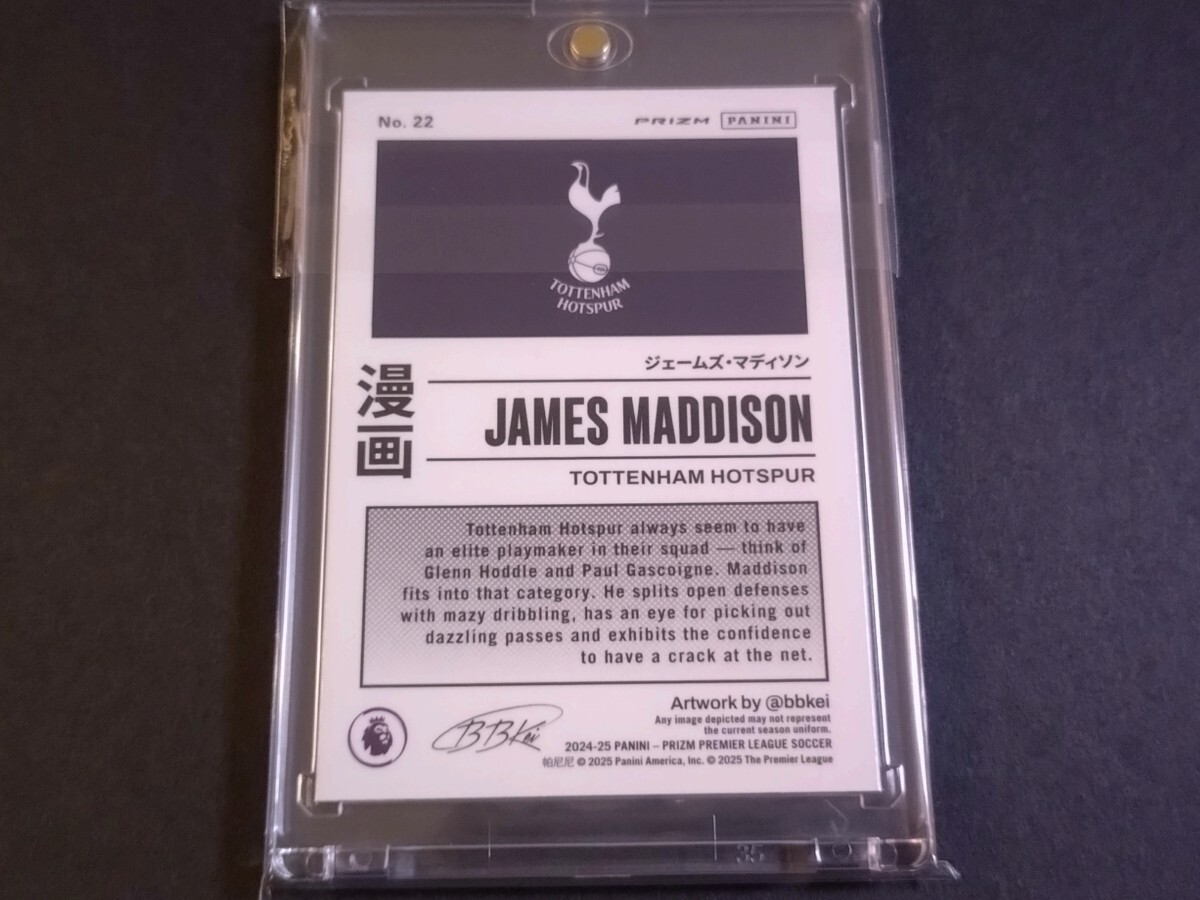 No. 22
PRIZM PANINI
TOTTENHAM
HOTSPUR
ジェームズ・マディソン
漫画
JAMES MADDISON
TOTTENHAM HOTSPUR
Tottenham Hotspur always seem to have
an elite playmaker in their squad — think of
Glenn Hoddle and Paul Gascoigne. Maddison
fits into that category. He splits open defenses
with mazy dribbling, has an eye for picking out
dazzling passes and exhibits the confidence
to have a crack at the net.
BBKei
Artwork by @bbkei
Any image depicted may not represent
the current season uniform.
2024-25 PANINI – PRIZM PREMIER LEAGUE SOCCER
帕尼尼 © 2025 Panini America, Inc. © 2025 The Premier League
35